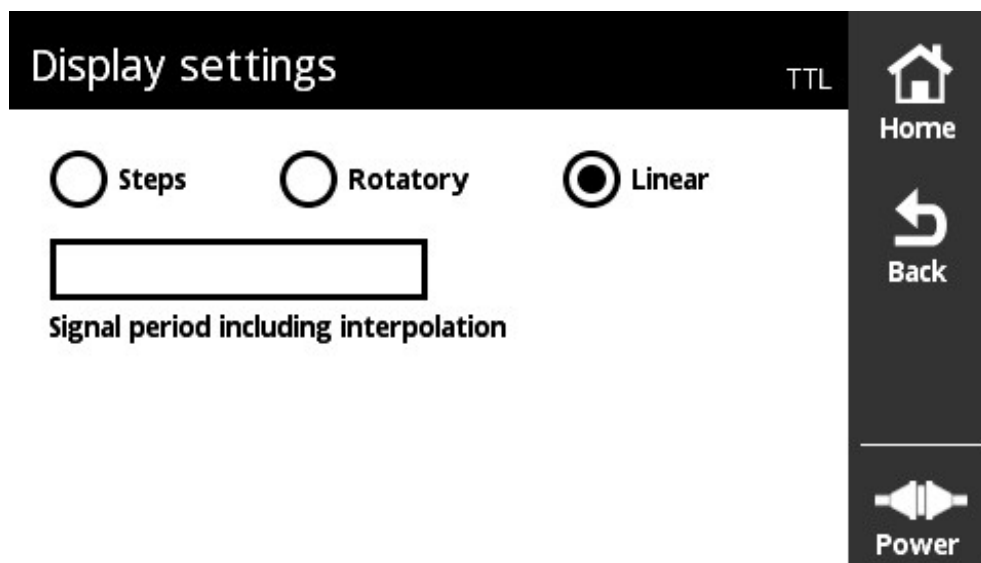 Display settings
TTL
Home
Steps
Rotatory
Linear
Back
Signal period including interpolation
Power